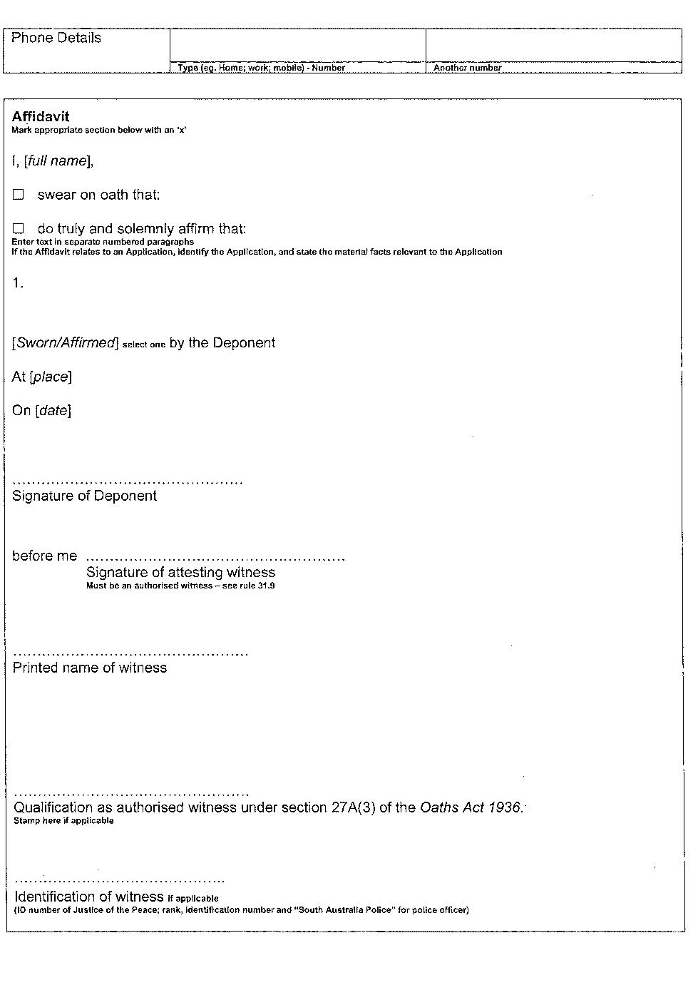 Phone Details
Type (eg. Home; work; mobile) - Number
Another number
Affidavit
Mark appropriate section below with an 'x'
I, [full name],
☐ swear on oath that:
☐ do truly and solemnly affirm that:
Enter text in separate numbered paragraphs
If the Affidavit relates to an Application, identify the Application, and state the material facts relevant to the Application
1.
[Sworn/Affirmed] select one by the Deponent
At [place]
On [date]
................................................
Signature of Deponent
before me ......................................................
Signature of attesting witness
Must be an authorised witness – see rule 31.9
.................................................
Printed name of witness
.................................................
Qualification as authorised witness under section 27A(3) of the Oaths Act 1936.
Stamp here if applicable
............................................
Identification of witness if applicable
(ID number of Justice of the Peace; rank, identification number and "South Australia Police" for police officer)